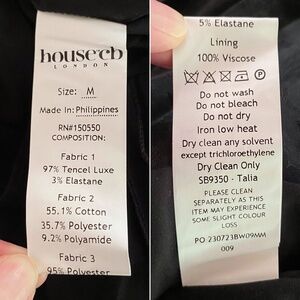 house of cb
LONDON
Size: M
Made In: Philippines
RN#150550
COMPOSITION:
Fabric 1
97% Tencel Luxe
3% Elastane
Fabric 2
55.1% Cotton
35.7% Polyester
9.2% Polyamide
Fabric 3
95% Polyester
5% Elastane
Lining
100% Viscose
Do not wash
Do not bleach
Do not dry
Iron low heat
Dry clean any solvent
except trichloroethylene
Dry Clean Only
SB9350 - Talia
PLEASE CLEAN
SEPARATELY AS THIS
ITEM MAY EXPERIENCE
SOME SLIGHT COLOUR
LOSS
PO 230723BW09MM
009